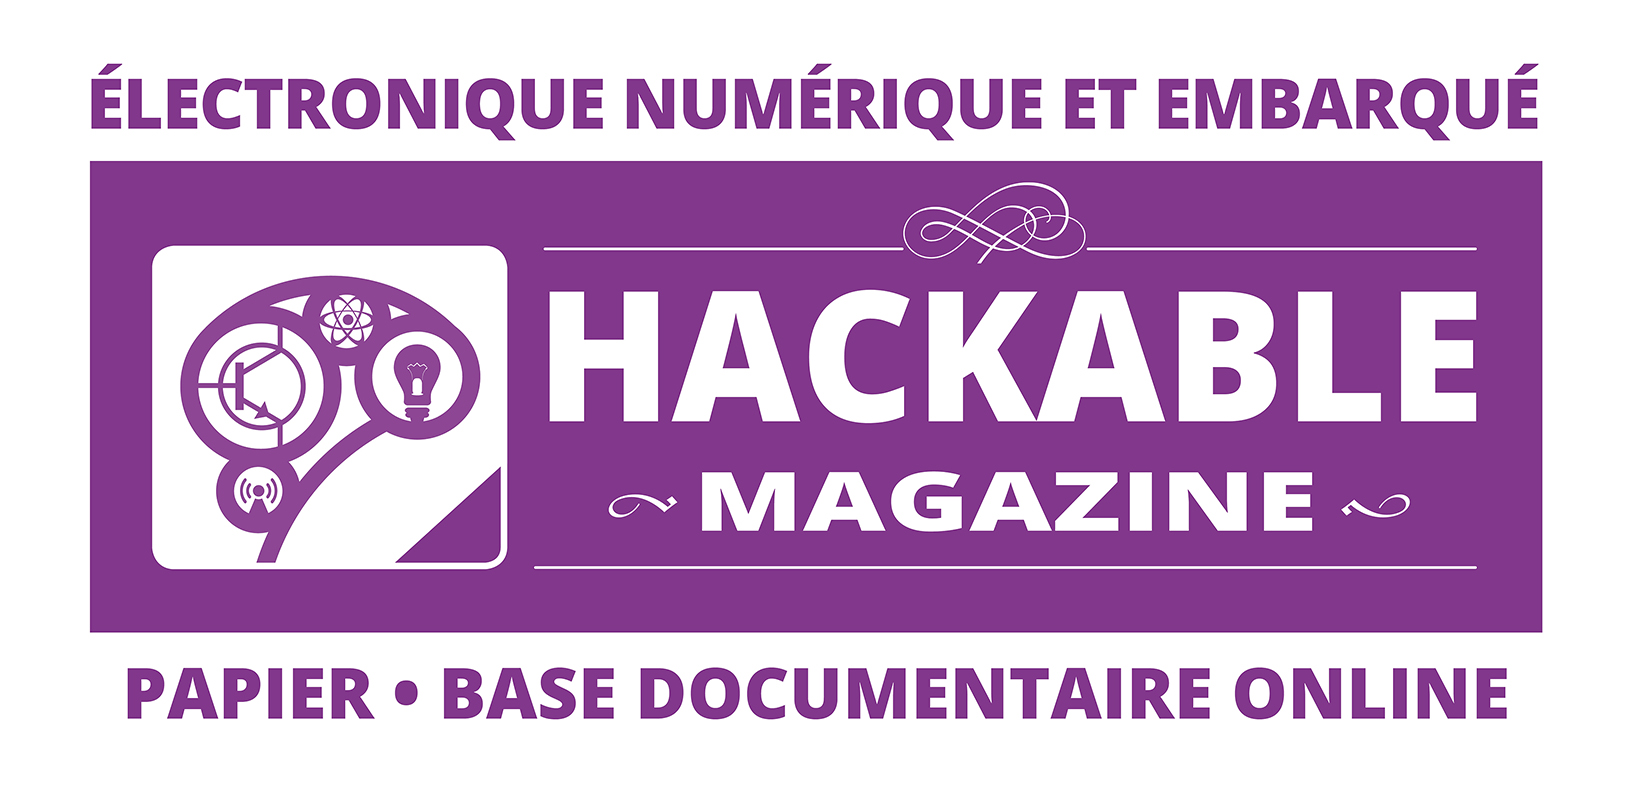 ÉLECTRONIQUE NUMÉRIQUE ET EMBARQUÉ
HACKABLE
MAGAZINE
PAPIER • BASE DOCUMENTAIRE ONLINE